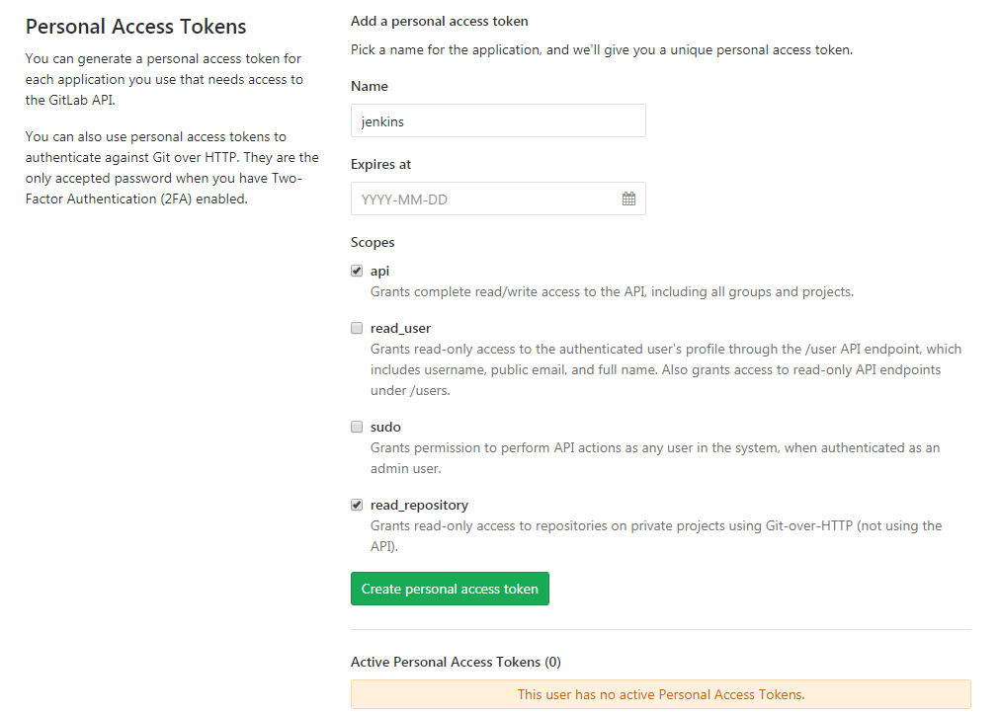 Personal Access Tokens
You can generate a personal access token for
each application you use that needs access to
the GitLab API.
You can also use personal access tokens to
authenticate against Git over HTTP. They are the
only accepted password when you have Two-
Factor Authentication (2FA) enabled.
Add a personal access token
Pick a name for the application, and we'll give you a unique personal access token.
Name
jenkins
Expires at
YYYY-MM-DD
Scopes
api
Grants complete read/write access to the API, including all groups and projects.
read_user
Grants read-only access to the authenticated user's profile through the /user API endpoint, which
includes username, public email, and full name. Also grants access to read-only API endpoints
under /users.
sudo
Grants permission to perform API actions as any user in the system, when authenticated as an
admin user.
read_repository
Grants read-only access to repositories on private projects using Git-over-HTTP (not using the
API).
Create personal access token
Active Personal Access Tokens (0)
This user has no active Personal Access Tokens.